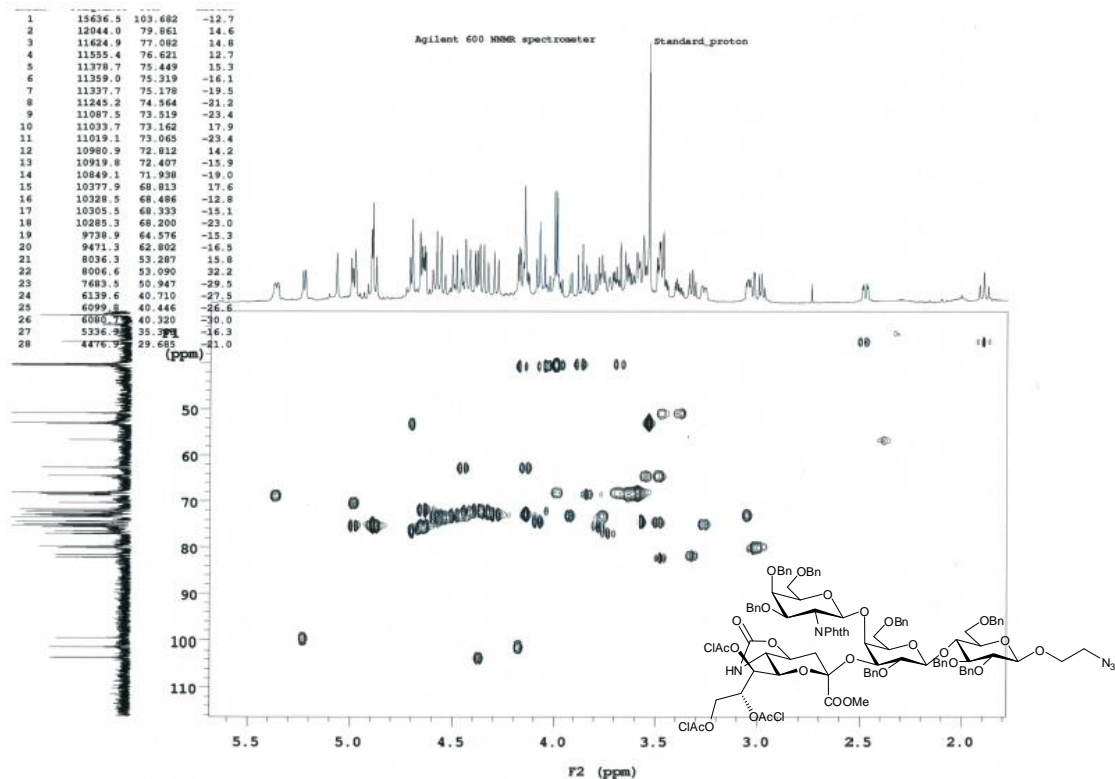 1 15636.5 103.682 -12.7
2 12044.0 79.861 14.6
3 11624.9 77.082 14.8
4 11555.4 76.621 12.7
5 11378.7 75.449 15.3
6 11359.0 75.319 -16.1
7 11337.7 75.178 -19.5
8 11245.2 74.564 -21.2
9 11087.5 73.519 -23.4
10 11033.7 73.162 17.9
11 11019.1 73.065 -23.4
12 10980.9 72.812 14.2
13 10919.8 72.407 -15.9
14 10849.1 71.938 -19.0
15 10377.9 68.813 17.6
16 10328.5 68.486 -12.8
17 10305.5 68.333 -15.1
18 10285.3 68.200 -23.0
19 9738.9 64.576 -15.3
20 9471.3 62.802 -16.5
21 8036.3 53.287 15.8
22 8006.6 53.090 32.2
23 7683.5 50.947 -29.5
24 6139.6 40.710 -27.5
25 6099.8 40.446 -26.6
26 40.320 -30.0
27 -16.3
28 4476.9 29.685 -21.0
Agilent 600 NNMR spectrometer
Standard_proton
(ppm)
50
60
70
80
90
100
110
5.5 5.0 4.5 4.0 3.5 3.0 2.5 2.0
F2 (ppm)
OBn OBn
BnO
NPhth
OBn
OBn
O
O
O
O
O
O
O
O
O
O
O
N3
ClAcO
HN
BnO
BnO
OBn
BnO
COOMe
ClAcO
OAcCl